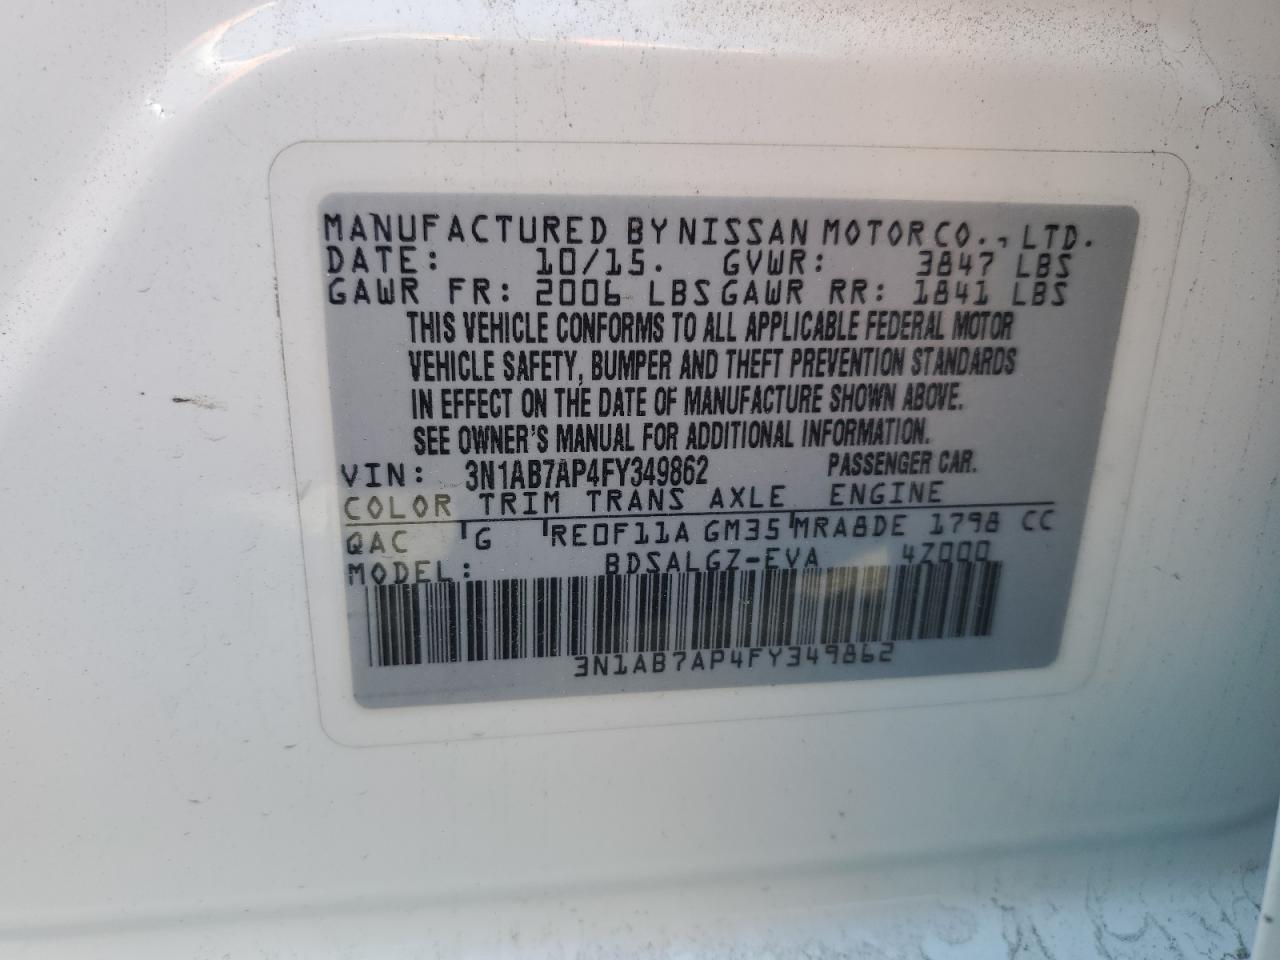 MANUFACTURED BY NISSAN MOTOR CO., LTD.
DATE: 10/15. GVWR: 3847 LBS
GAWR FR: 2006 LBS GAWR RR: 1841 LBS
THIS VEHICLE CONFORMS TO ALL APPLICABLE FEDERAL MOTOR
VEHICLE SAFETY, BUMPER AND THEFT PREVENTION STANDARDS
IN EFFECT ON THE DATE OF MANUFACTURE SHOWN ABOVE.
SEE OWNER'S MANUAL FOR ADDITIONAL INFORMATION.
VIN: 3N1AB7AP4FY349862 PASSENGER CAR.
COLOR TRIM TRANS AXLE ENGINE
QAC G RE0F11A GM35 MRA8DE 1798 CC
MODEL: BDSALGZ-EVA 4Z000
3N1AB7AP4FY349862